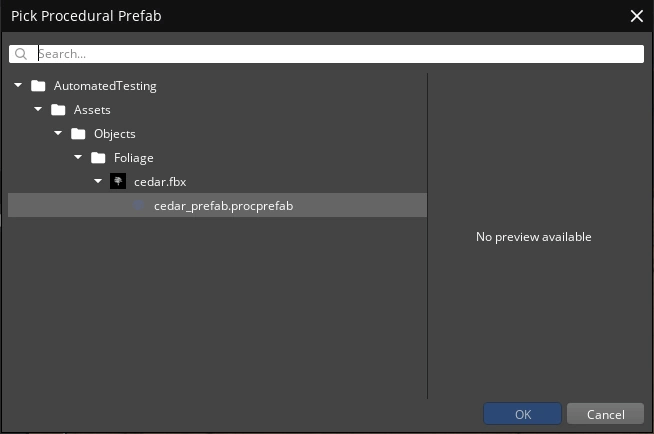 Pick Procedural Prefab
Search...
AutomatedTesting
Assets
Objects
Foliage
cedar.fbx
cedar_prefab.procprefab
No preview available
OK
Cancel